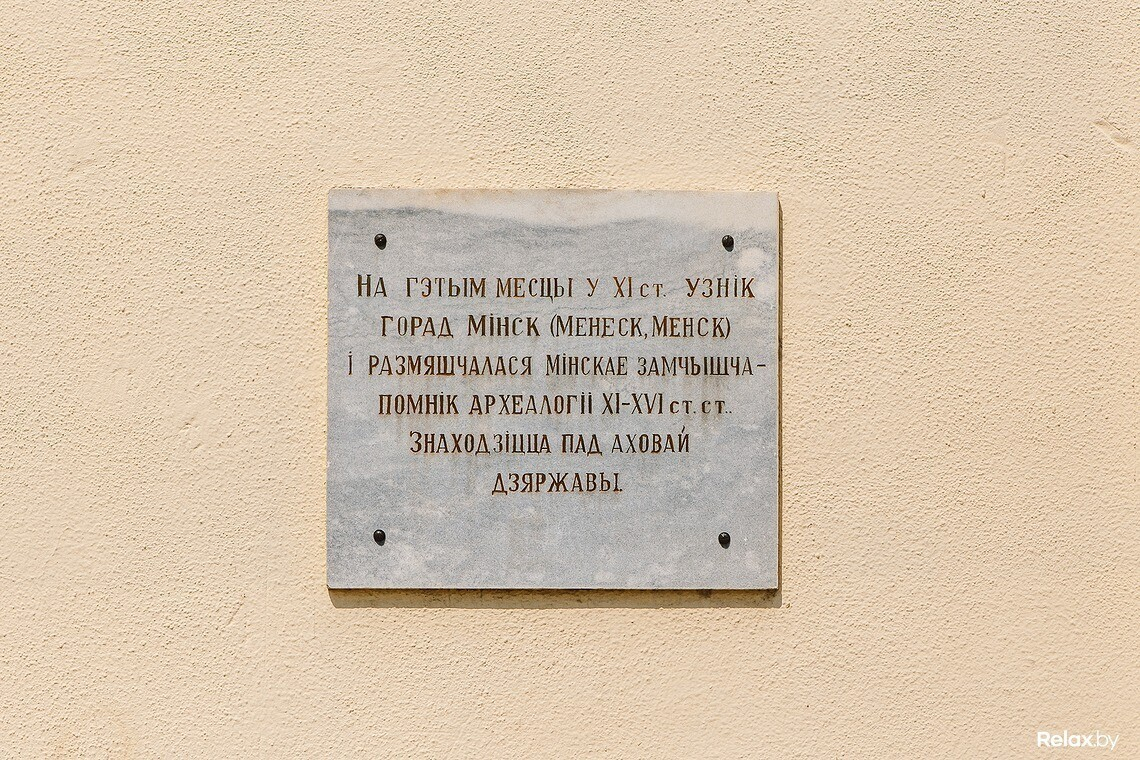 На гэтым месцы у XI ст. узнік
горад Мінск (Менеск, Менск)
і размяшчалася Мінскае замчышча-
помнік археалогіі XI-XVI ст. ст..
Знаходзіцца пад аховай
дзяржавы.
Relax.by